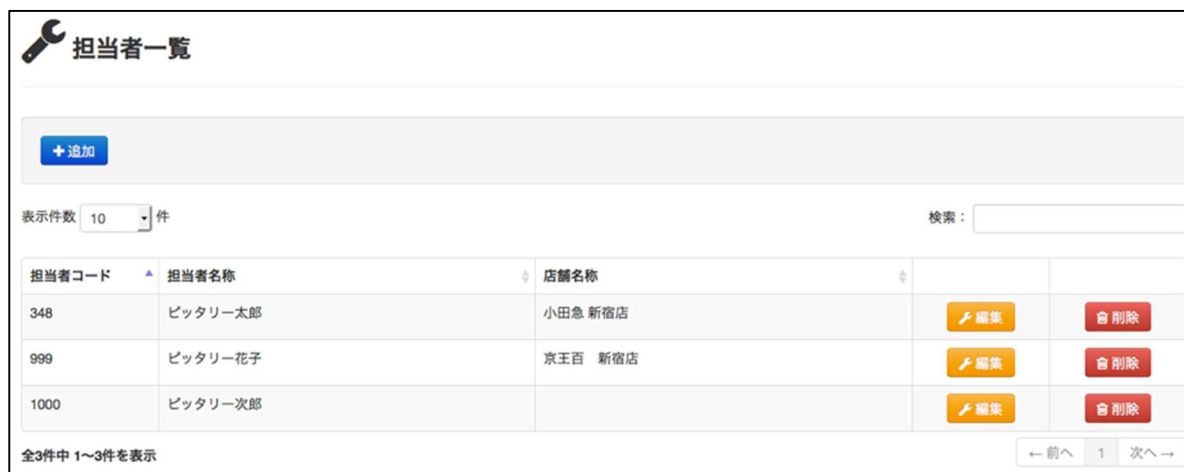 担当者一覧
追加
表示件数 10 件 検索：
担当者コード 担当者名称 店舗名称
348 ピッタリー太郎 小田急 新宿店 編集 削除
999 ピッタリー花子 京王百　新宿店 編集 削除
1000 ピッタリー次郎 編集 削除
全3件中 1〜3件を表示 ←前へ 1 次へ→